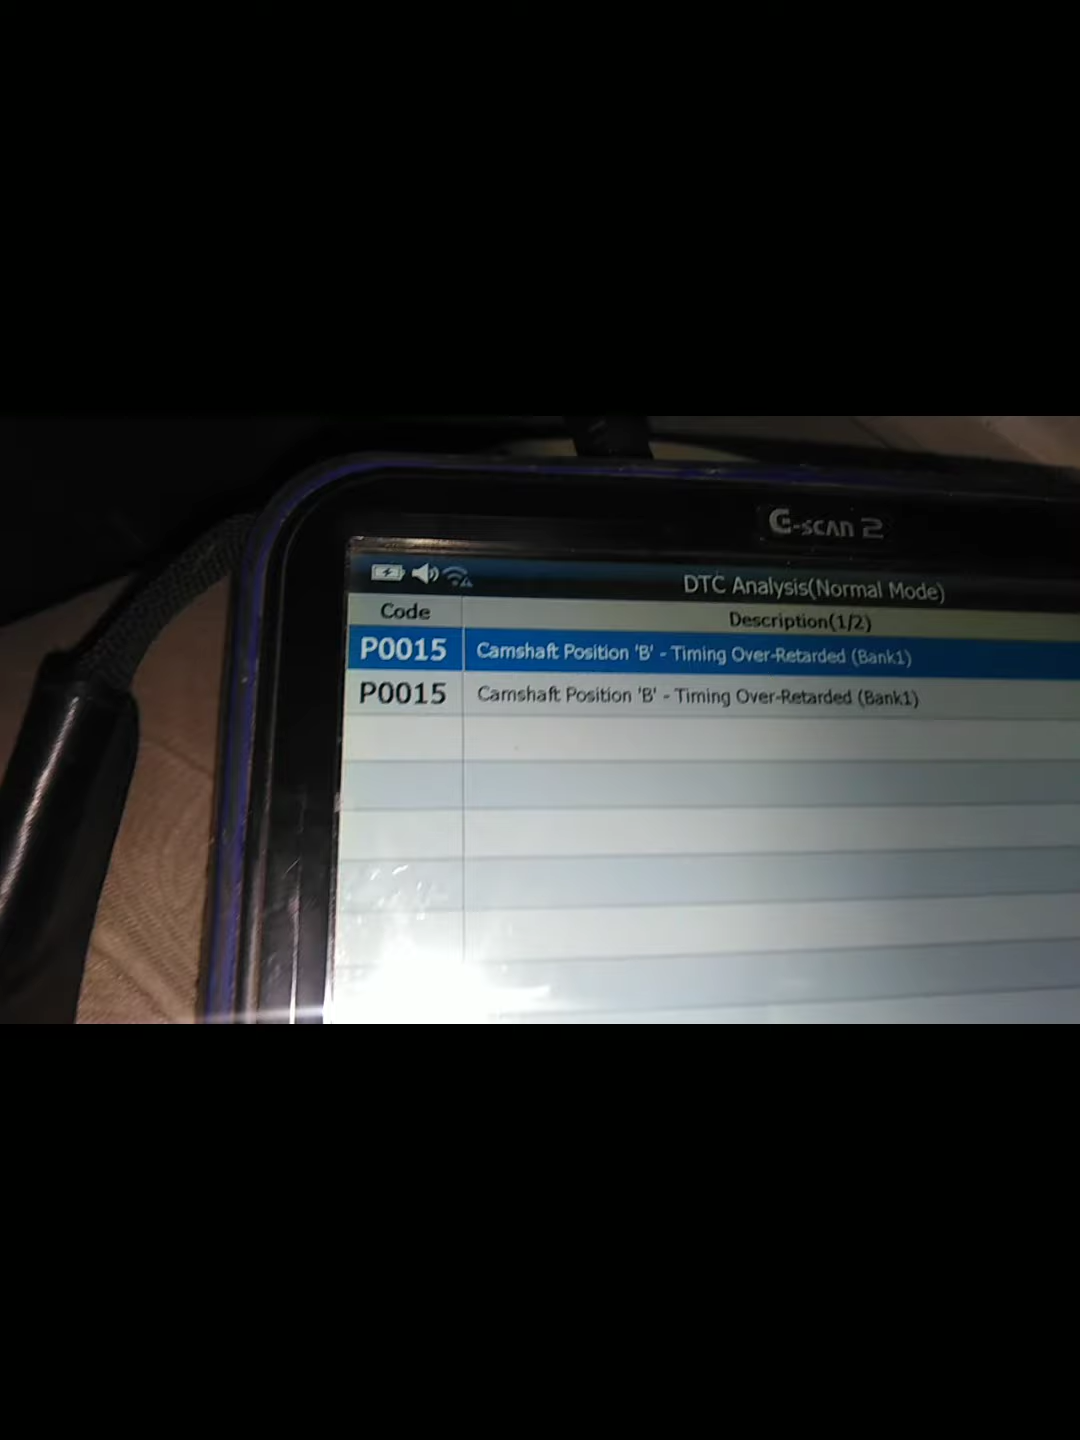 G-scan 2
DTC Analysis(Normal Mode)
Code Description(1/2)
P0015 Camshaft Position 'B' - Timing Over-Retarded (Bank1)
P0015 Camshaft Position 'B' - Timing Over-Retarded (Bank1)